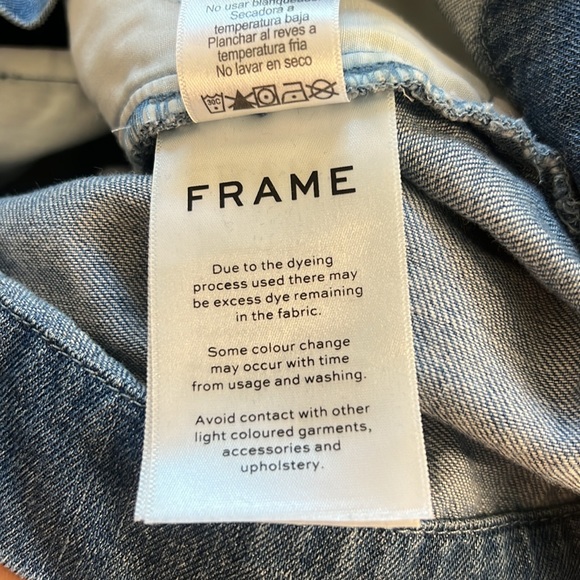 No usar blanqueador
Secadora a
temperatura baja
Planchar al reves a
temperatura fria
No lavar en seco
30C
FRAME
Due to the dyeing
process used there may
be excess dye remaining
in the fabric.
Some colour change
may occur with time
from usage and washing.
Avoid contact with other
light coloured garments,
accessories and
upholstery.